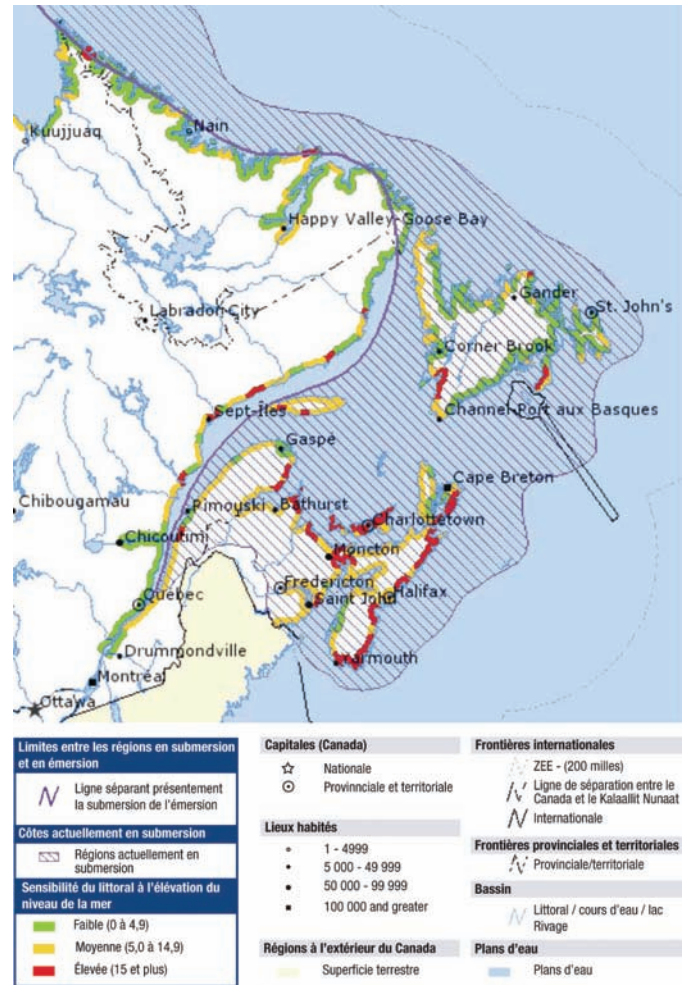 Kuujjuaq
Nain
Happy Valley-Goose Bay
Labrador City
Gander
St. John's
Corner Brook
Sept-Îles
Channel-Port aux Basques
Gaspé
Cape Breton
Chibougamau
Rimouski
Bathurst
Charlottetown
Chicoutimi
Moncton
Fredericton
Halifax
Québec
Saint John
Drummondville
Yarmouth
Montréal
Ottawa
Limites entre les régions en submersion
et en émersion
Ligne séparant présentement
la submersion de l'émersion
Côtes actuellement en submersion
Régions actuellement en
submersion
Sensibilité du littoral à l'élévation du
niveau de la mer
Faible (0 à 4,9)
Moyenne (5,0 à 14,9)
Élevée (15 et plus)
Capitales (Canada)
Nationale
Provinnciale et territoriale
Lieux habités
1 - 4999
5 000 - 49 999
50 000 - 99 999
100 000 and greater
Régions à l'extérieur du Canada
Superficie terrestre
Frontières internationales
ZEE - (200 milles)
Ligne de séparation entre le
Canada et le Kalaallit Nunaat
Internationale
Frontières provinciales et territoriales
Provinciale/territoriale
Bassin
Littoral / cours d'eau / lac
Rivage
Plans d'eau
Plans d'eau